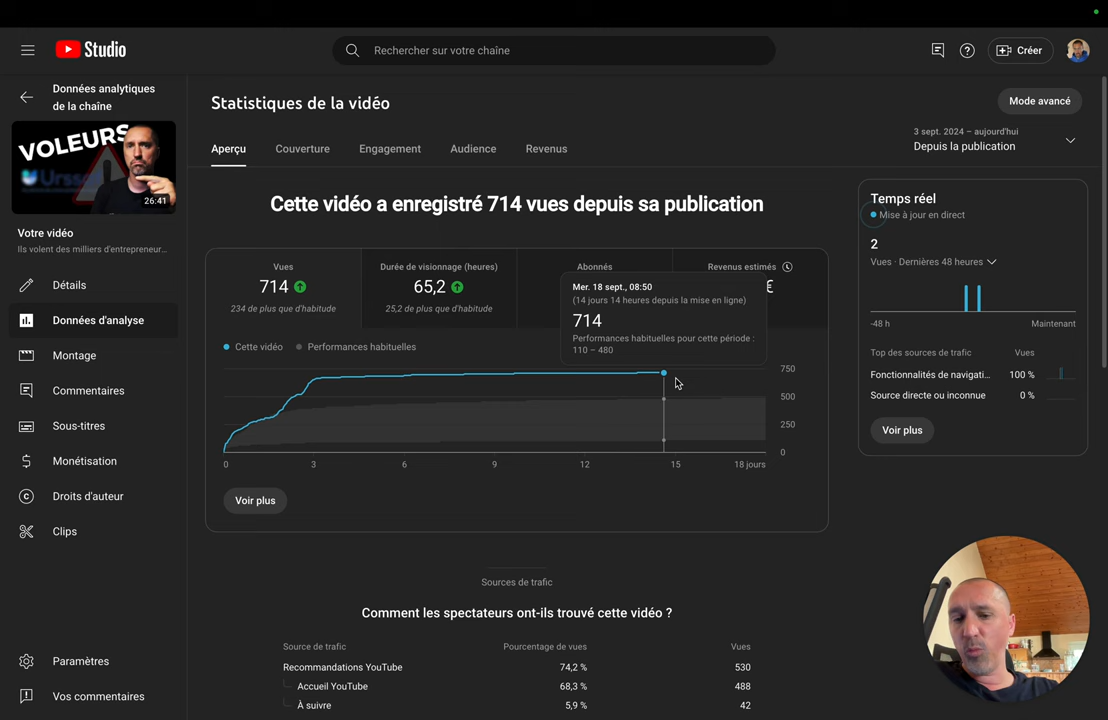 Studio
Rechercher sur votre chaîne
Créer
Données analytiques
de la chaîne
VOLEURS
Urss
26:41
Votre vidéo
Ils volent des milliers d'entrepreneur...
Détails
Données d'analyse
Montage
Commentaires
Sous-titres
Monétisation
Droits d'auteur
Clips
Paramètres
Vos commentaires
Statistiques de la vidéo
Mode avancé
Aperçu
Couverture
Engagement
Audience
Revenus
3 sept. 2024 – aujourd'hui
Depuis la publication
Cette vidéo a enregistré 714 vues depuis sa publication
Vues
714
234 de plus que d'habitude
Durée de visionnage (heures)
65,2
25,2 de plus que d'habitude
Abonnés
Revenus estimés
€
Mer. 18 sept., 08:50
(14 jours 14 heures depuis la mise en ligne)
714
Performances habituelles pour cette période :
110 – 480
Cette vidéo
Performances habituelles
750
500
250
0
0
3
6
9
12
15
18 jours
Voir plus
Sources de trafic
Comment les spectateurs ont-ils trouvé cette vidéo ?
Source de trafic
Pourcentage de vues
Vues
Recommandations YouTube
74,2 %
530
Accueil YouTube
68,3 %
488
À suivre
5,9 %
42
Temps réel
Mise à jour en direct
2
Vues · Dernières 48 heures
-48 h
Maintenant
Top des sources de trafic
Vues
Fonctionnalités de navigati...
100 %
Source directe ou inconnue
0 %
Voir plus